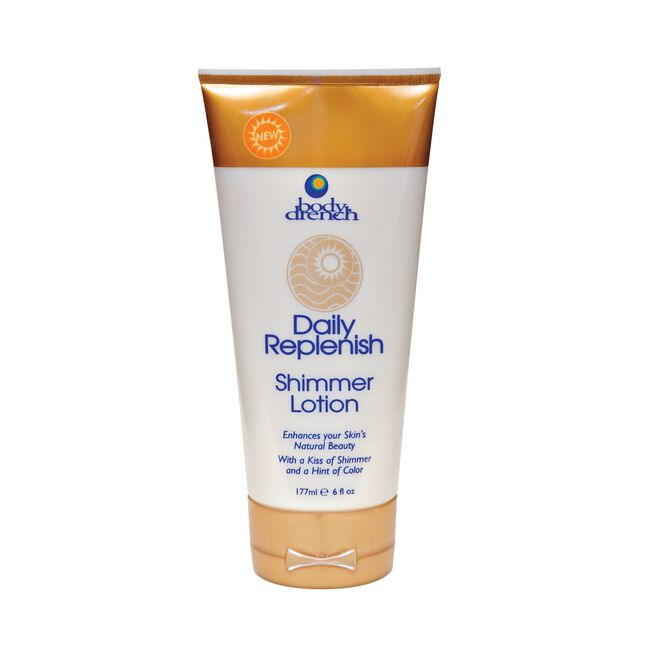 NEW
body
drench
Daily
Replenish
Shimmer
Lotion
Enhances your Skin's
Natural Beauty
With a Kiss of Shimmer
and a Hint of Color
177ml ℮ 6 fl oz